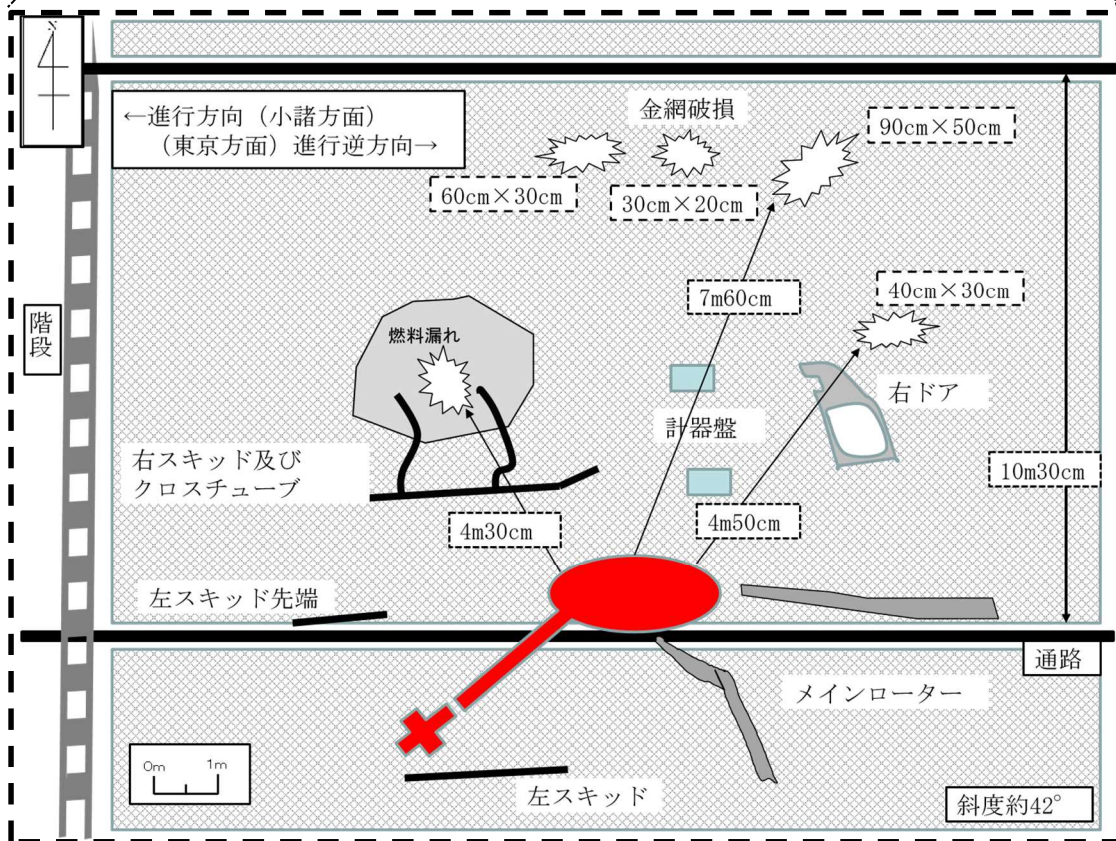 N
←進行方向（小諸方面）
（東京方面）進行逆方向→
金網破損
90cm×50cm
60cm×30cm
30cm×20cm
7m60cm
40cm×30cm
階段
燃料漏れ
右ドア
計器盤
右スキッド及び
クロスチューブ
10m30cm
4m30cm
4m50cm
左スキッド先端
通路
メインローター
0m 1m
左スキッド
斜度約42°